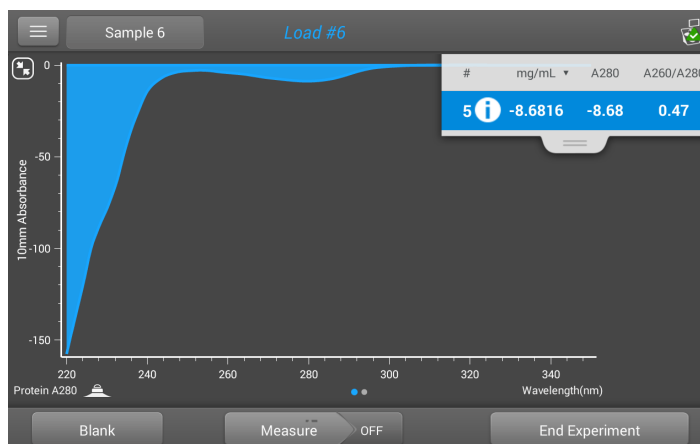 Sample 6
Load #6
# mg/mL ▼ A280 A260/A280
5 i -8.6816 -8.68 0.47
0
-50
-100
-150
10mm Absorbance
220 240 260 280 300 320 340
Protein A280
Wavelength(nm)
Blank
Measure OFF
End Experiment